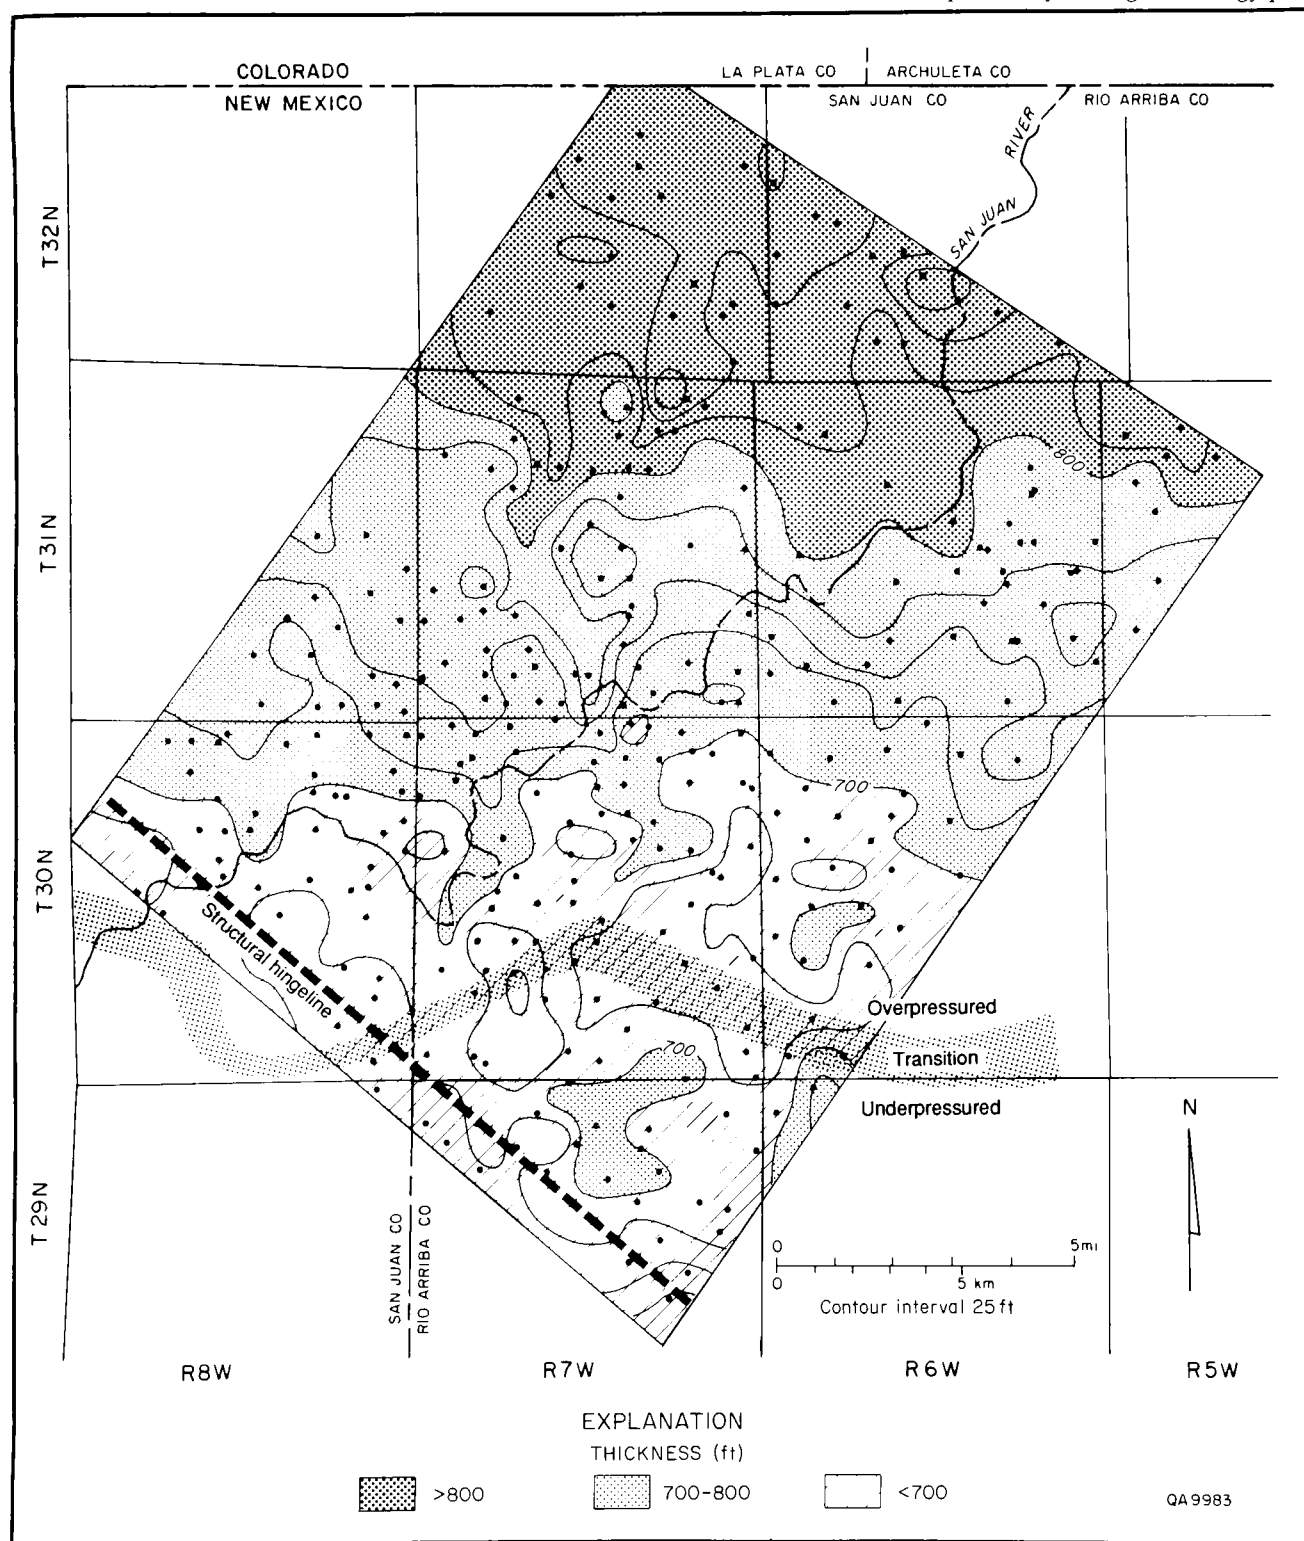 COLORADO
LA PLATA CO
ARCHULETA CO
NEW MEXICO
SAN JUAN CO
RIO ARRIBA CO
RIVER
SAN JUAN
T32N
800
T31N
700
T30N
Structural hingeline
Overpressured
700
Transition
Underpressured
N
T29N
SAN JUAN CO
RIO ARRIBA CO
0 5mi
0 5 km
Contour interval 25 ft
R8W R7W R6W R5W
EXPLANATION
THICKNESS (ft)
>800 700-800 <700
QA9983